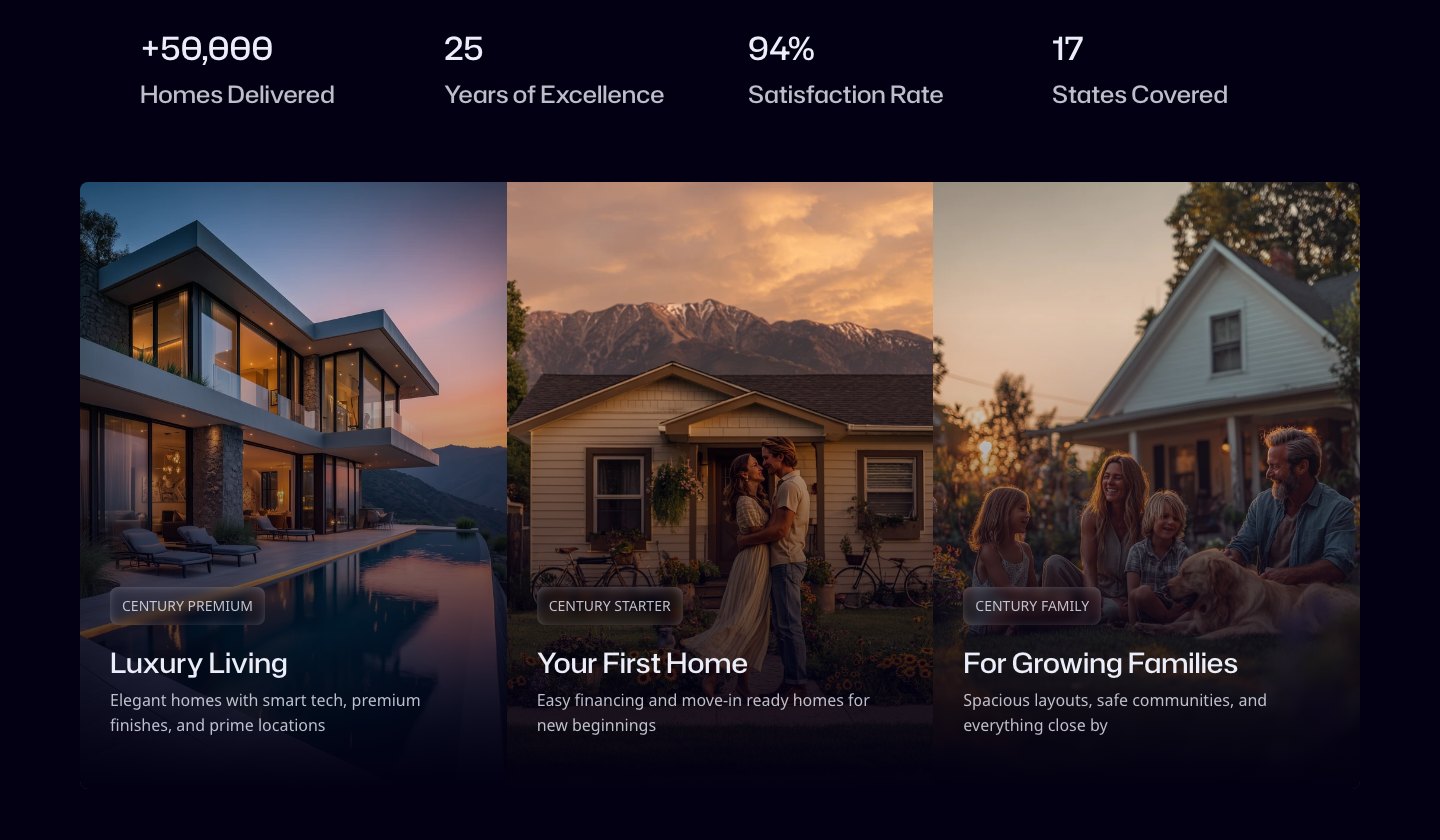 +50,000
25
94%
17
Homes Delivered
Years of Excellence
Satisfaction Rate
States Covered
CENTURY PREMIUM
Luxury Living
Elegant homes with smart tech, premium
finishes, and prime locations
CENTURY STARTER
Your First Home
Easy financing and move-in ready homes for
new beginnings
CENTURY FAMILY
For Growing Families
Spacious layouts, safe communities, and
everything close by